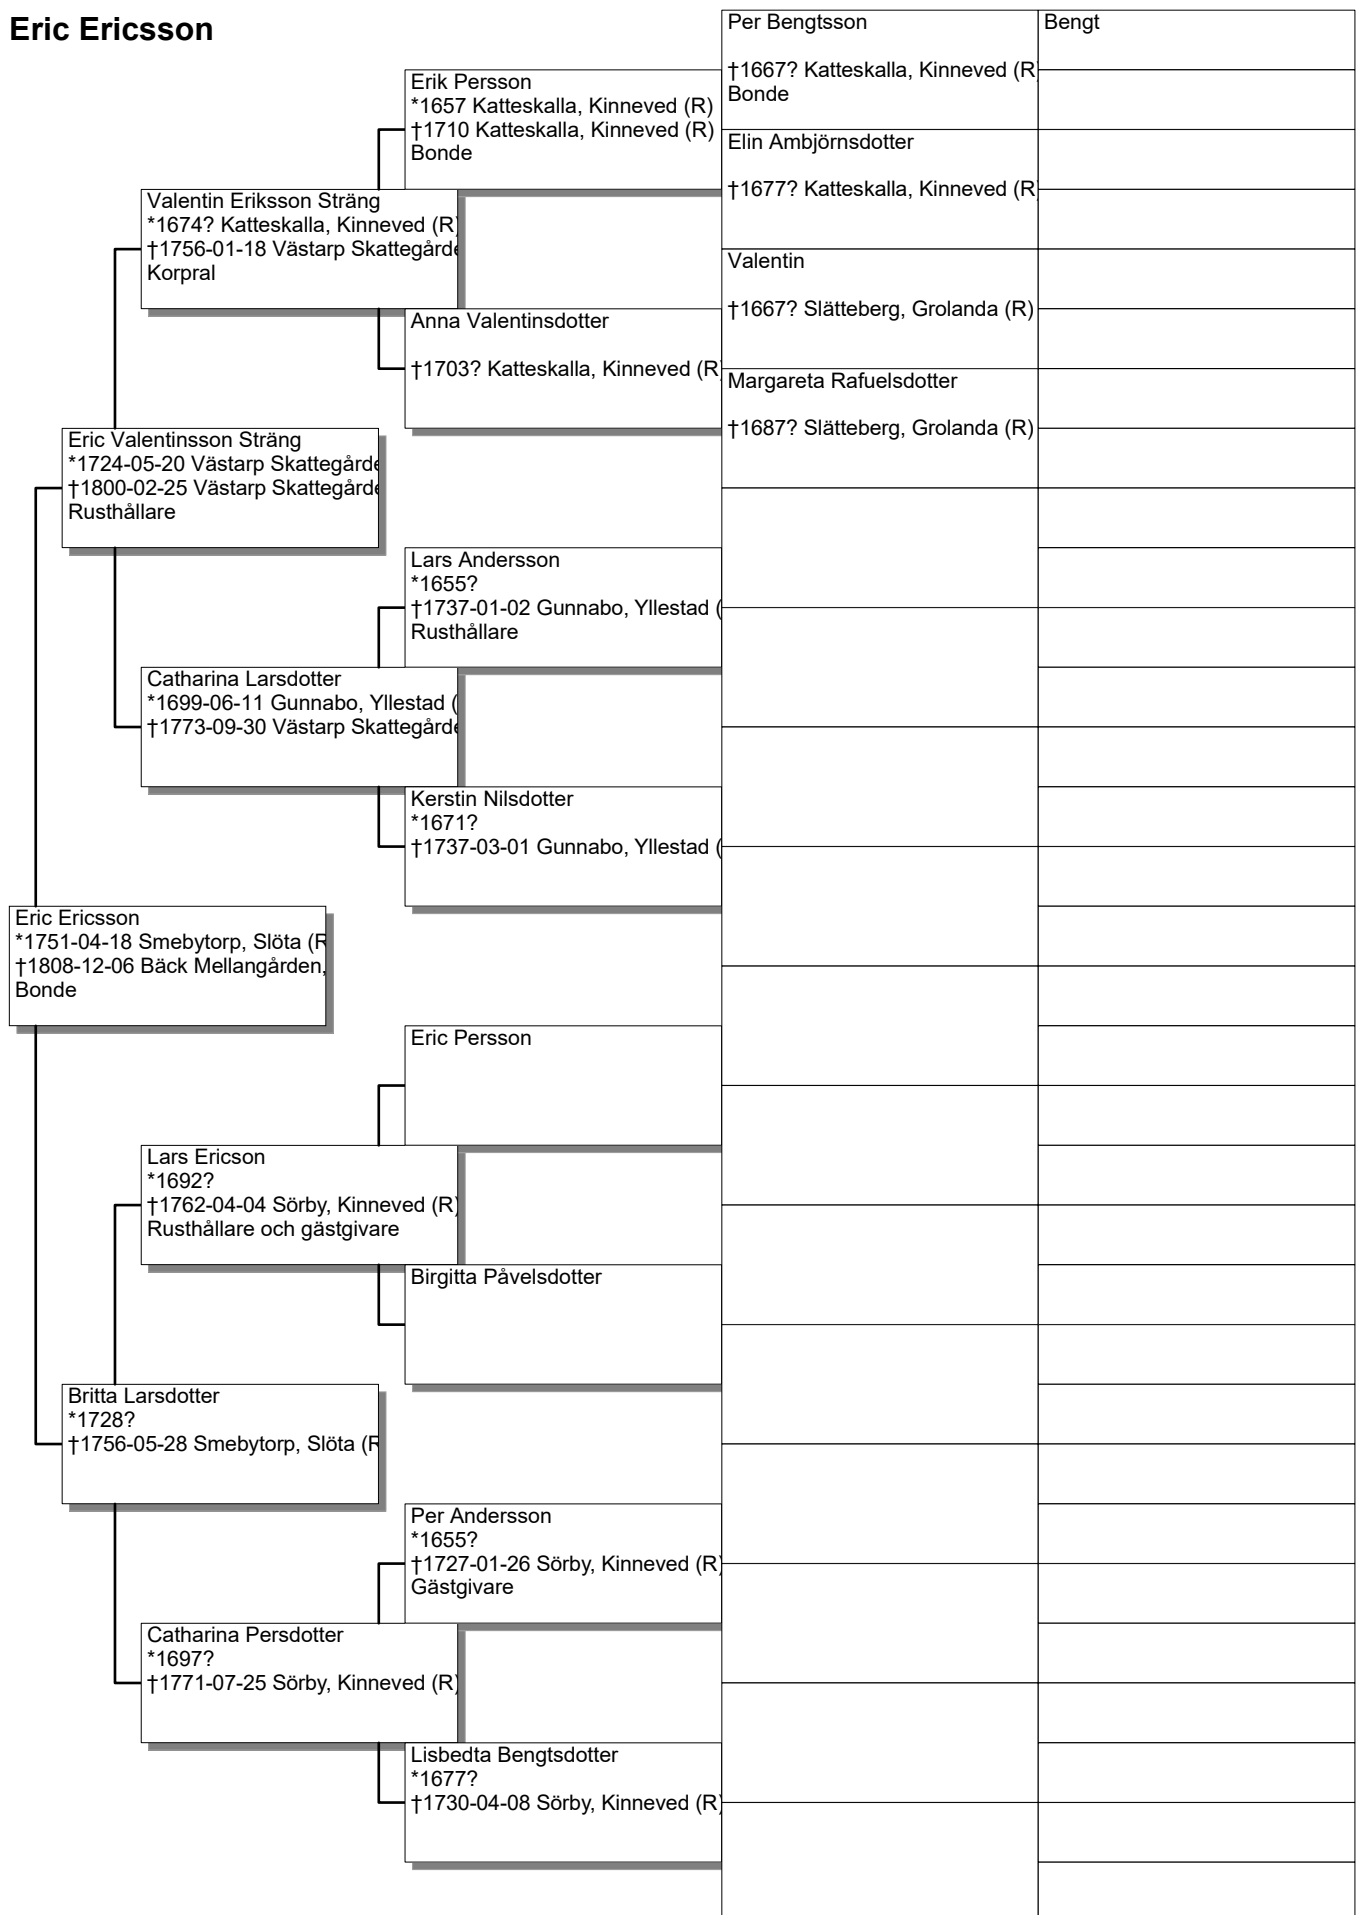 Eric Ericsson
Per Bengtsson
†1667? Katteskalla, Kinneved (R
Bonde
Bengt
Erik Persson
*1657 Katteskalla, Kinneved (R)
†1710 Katteskalla, Kinneved (R)
Bonde
Elin Ambjörnsdotter
†1677? Katteskalla, Kinneved (R
Valentin Eriksson Sträng
*1674? Katteskalla, Kinneved (R)
†1756-01-18 Västarp Skattegårde
Korpral
Valentin
†1667? Slätteberg, Grolanda (R)
Anna Valentinsdotter
†1703? Katteskalla, Kinneved (R
Margareta Rafuelsdotter
†1687? Slätteberg, Grolanda (R)
Eric Valentinsson Sträng
*1724-05-20 Västarp Skattegårde
†1800-02-25 Västarp Skattegårde
Rusthållare
Lars Andersson
*1655?
†1737-01-02 Gunnabo, Yllestad (
Rusthållare
Catharina Larsdotter
*1699-06-11 Gunnabo, Yllestad (
†1773-09-30 Västarp Skattegårde
Kerstin Nilsdotter
*1671?
†1737-03-01 Gunnabo, Yllestad (
Eric Ericsson
*1751-04-18 Smebytorp, Slöta (R
†1808-12-06 Bäck Mellangården,
Bonde
Eric Persson
Lars Ericson
*1692?
†1762-04-04 Sörby, Kinneved (R)
Rusthållare och gästgivare
Birgitta Påvelsdotter
Britta Larsdotter
*1728?
†1756-05-28 Smebytorp, Slöta (R
Per Andersson
*1655?
†1727-01-26 Sörby, Kinneved (R)
Gästgivare
Catharina Persdotter
*1697?
†1771-07-25 Sörby, Kinneved (R)
Lisbedta Bengtsdotter
*1677?
†1730-04-08 Sörby, Kinneved (R)